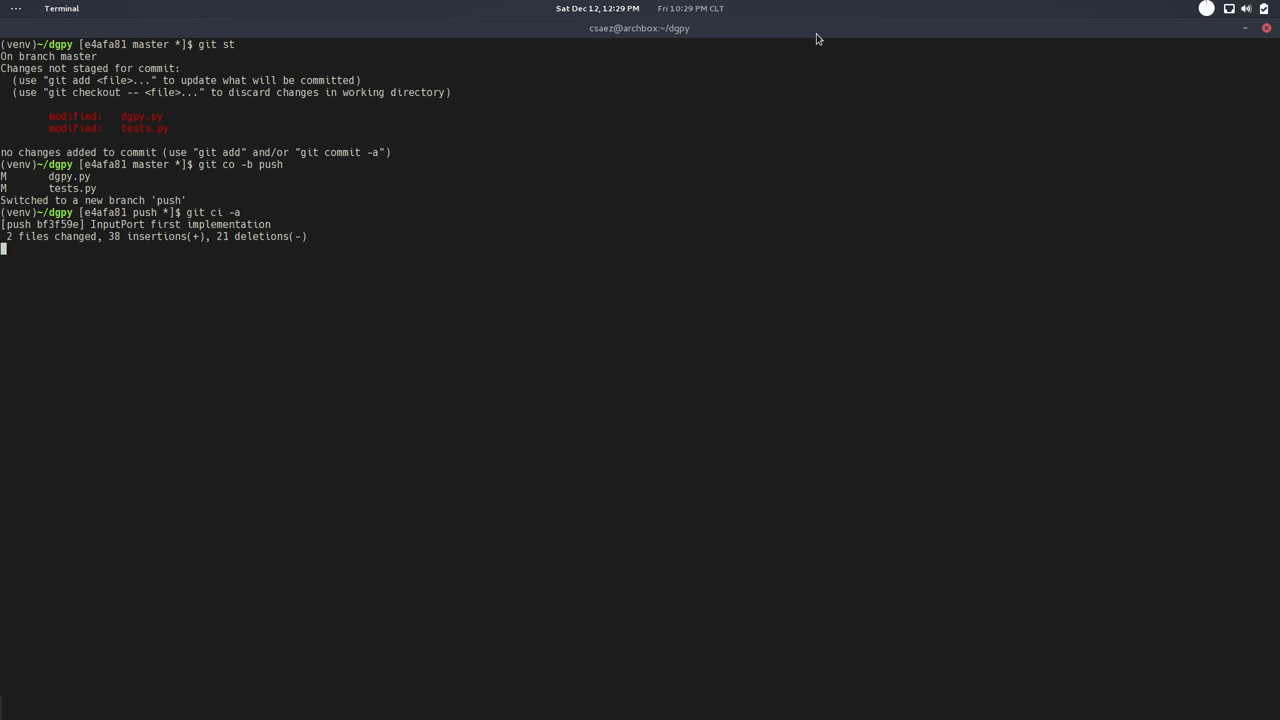 Terminal
Sat Dec 12, 12:29 PM Fri 10:29 PM CLT
csaez@archbox:~/dgpy
(venv)~/dgpy [e4afa81 master *]$ git st
On branch master
Changes not staged for commit:
  (use "git add <file>..." to update what will be committed)
  (use "git checkout -- <file>..." to discard changes in working directory)
        modified:   dgpy.py
        modified:   tests.py
no changes added to commit (use "git add" and/or "git commit -a")
(venv)~/dgpy [e4afa81 master *]$ git co -b push
M       dgpy.py
M       tests.py
Switched to a new branch 'push'
(venv)~/dgpy [e4afa81 push *]$ git ci -a
[push bf3f59e] InputPort first implementation
 2 files changed, 38 insertions(+), 21 deletions(-)